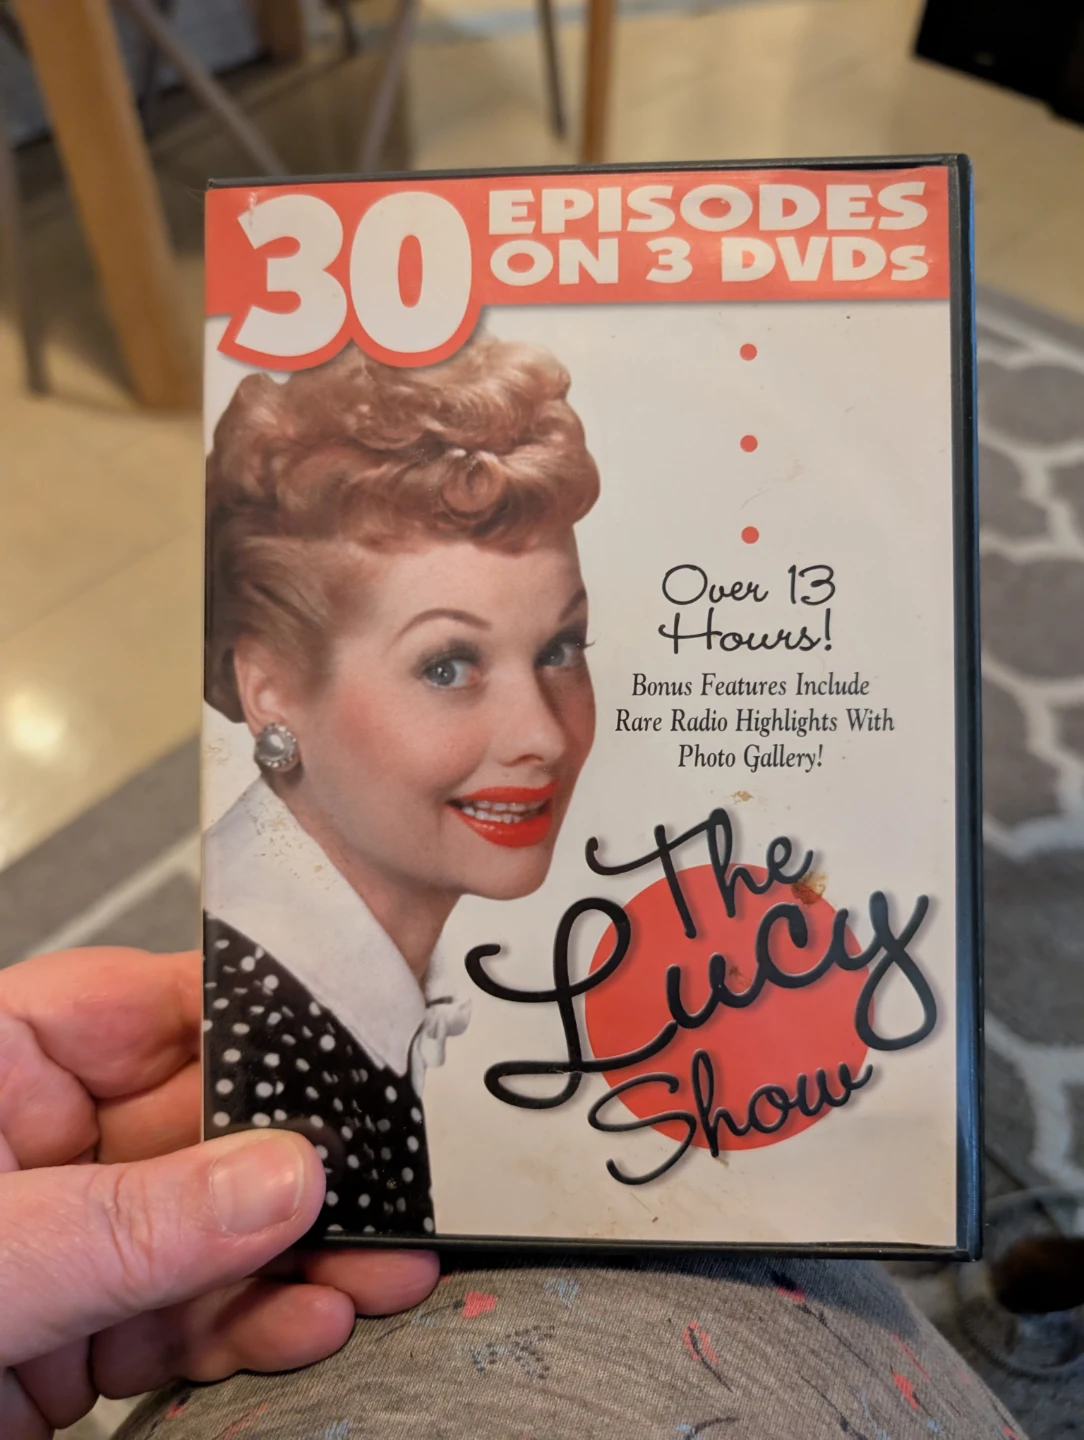 30 EPISODES
ON 3 DVDs
Over 13
Hours!
Bonus Features Include
Rare Radio Highlights With
Photo Gallery!
The
Lucy
Show